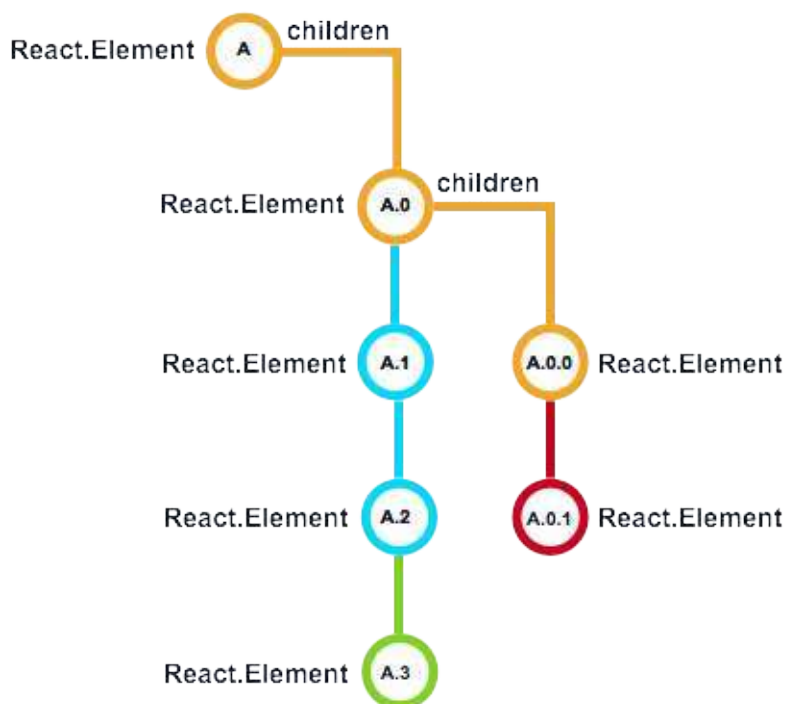 children
React.Element A
children
React.Element A.0
React.Element A.1 A.0.0 React.Element
React.Element A.2 A.0.1 React.Element
React.Element A.3